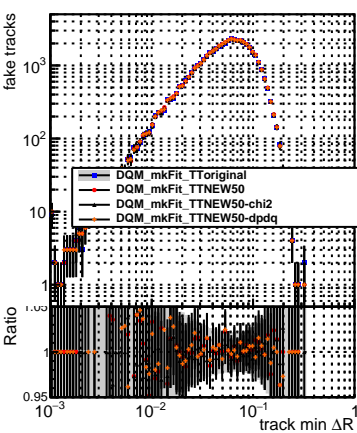 fake tracks
10³
10²
10
1
DQM_mkFit_TToriginal
DQM_mkFit_TTNEW50
DQM_mkFit_TTNEW50-chi2
DQM_mkFit_TTNEW50-dpdq
Ratio
1.05
1
0.95
10⁻³ 10⁻² 10⁻¹ 1
track min ΔR